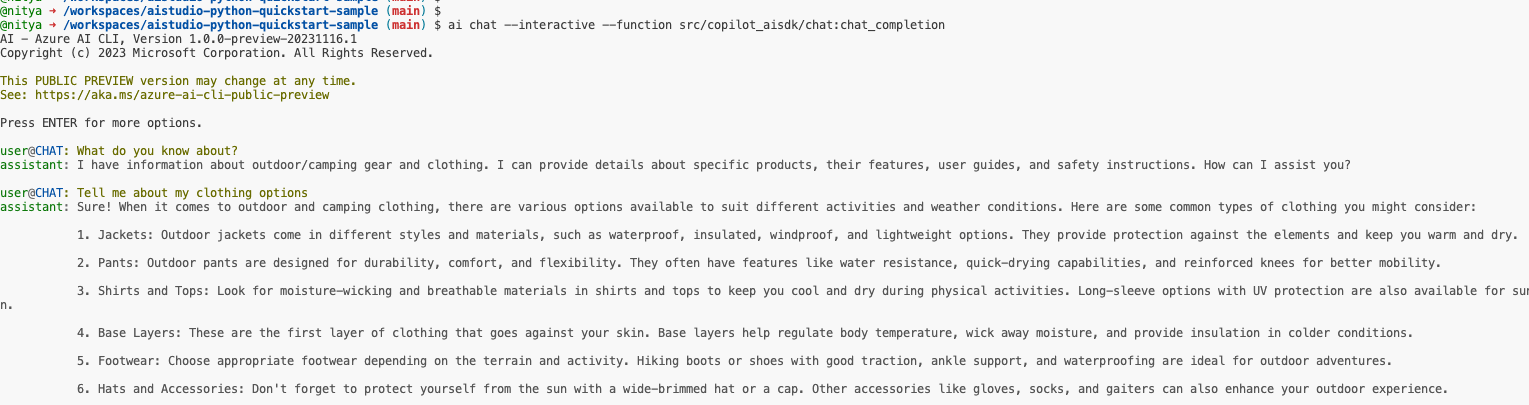 @nitya → /workspaces/aistudio-python-quickstart-sample (main) $
@nitya → /workspaces/aistudio-python-quickstart-sample (main) $
@nitya → /workspaces/aistudio-python-quickstart-sample (main) $ ai chat --interactive --function src/copilot_aisdk/chat:chat_completion
AI - Azure AI CLI, Version 1.0.0-preview-20231116.1
Copyright (c) 2023 Microsoft Corporation. All Rights Reserved.
This PUBLIC PREVIEW version may change at any time.
See: https://aka.ms/azure-ai-cli-public-preview
Press ENTER for more options.
user@CHAT: What do you know about?
assistant: I have information about outdoor/camping gear and clothing. I can provide details about specific products, their features, user guides, and safety instructions. How can I assist you?
user@CHAT: Tell me about my clothing options
assistant: Sure! When it comes to outdoor and camping clothing, there are various options available to suit different activities and weather conditions. Here are some common types of clothing you might consider:
1. Jackets: Outdoor jackets come in different styles and materials, such as waterproof, insulated, windproof, and lightweight options. They provide protection against the elements and keep you warm and dry.
2. Pants: Outdoor pants are designed for durability, comfort, and flexibility. They often have features like water resistance, quick-drying capabilities, and reinforced knees for better mobility.
3. Shirts and Tops: Look for moisture-wicking and breathable materials in shirts and tops to keep you cool and dry during physical activities. Long-sleeve options with UV protection are also available for su
n.
4. Base Layers: These are the first layer of clothing that goes against your skin. Base layers help regulate body temperature, wick away moisture, and provide insulation in colder conditions.
5. Footwear: Choose appropriate footwear depending on the terrain and activity. Hiking boots or shoes with good traction, ankle support, and waterproofing are ideal for outdoor adventures.
6. Hats and Accessories: Don't forget to protect yourself from the sun with a wide-brimmed hat or a cap. Other accessories like gloves, socks, and gaiters can also enhance your outdoor experience.